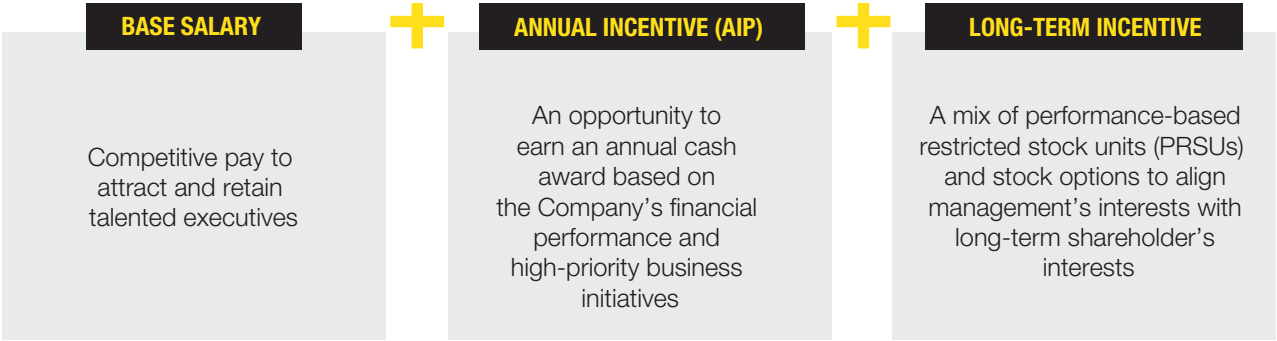 BASE SALARY
Competitive pay to
attract and retain
talented executives
+
ANNUAL INCENTIVE (AIP)
An opportunity to
earn an annual cash
award based on
the Company’s financial
performance and
high-priority business
initiatives
+
LONG-TERM INCENTIVE
A mix of performance-based
restricted stock units (PRSUs)
and stock options to align
management’s interests with
long-term shareholder’s
interests